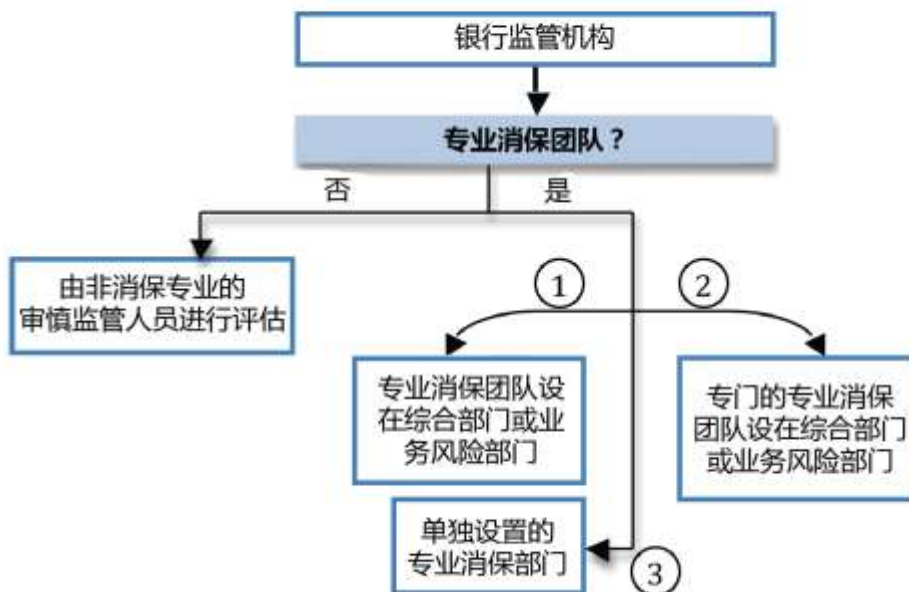 银行监管机构
专业消保团队？
否
是
由非消保专业的
审慎监管人员进行评估
①
②
专业消保团队设
在综合部门或业
务风险部门
专门的专业消保
团队设在综合部门
或业务风险部门
单独设置的
专业消保部门
③